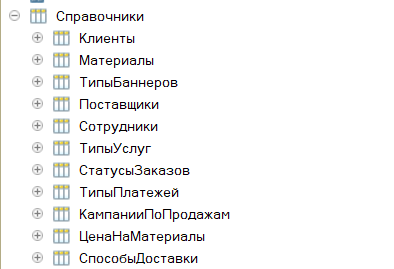 Справочники
Клиенты
Материалы
ТипыБаннеров
Поставщики
Сотрудники
ТипыУслуг
СтатусыЗаказов
ТипыПлатежей
КампанииПоПродажам
ЦенаНаМатериалы
СпособыДоставки